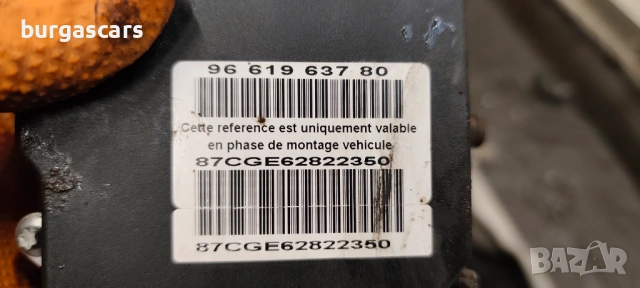 burgascars
96 619 637 80
Cette reference est uniquement valable
en phase de montage vehicule
87CGE62822350
87CGE62822350
BAZAR